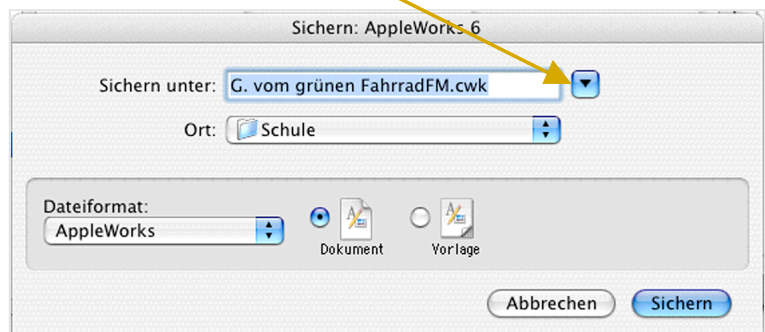 Sichern: AppleWorks 6
Sichern unter: G. vom grünen FahrradFM.cwk
Ort: Schule
Dateiformat:
AppleWorks
Dokument Vorlage
Abbrechen Sichern